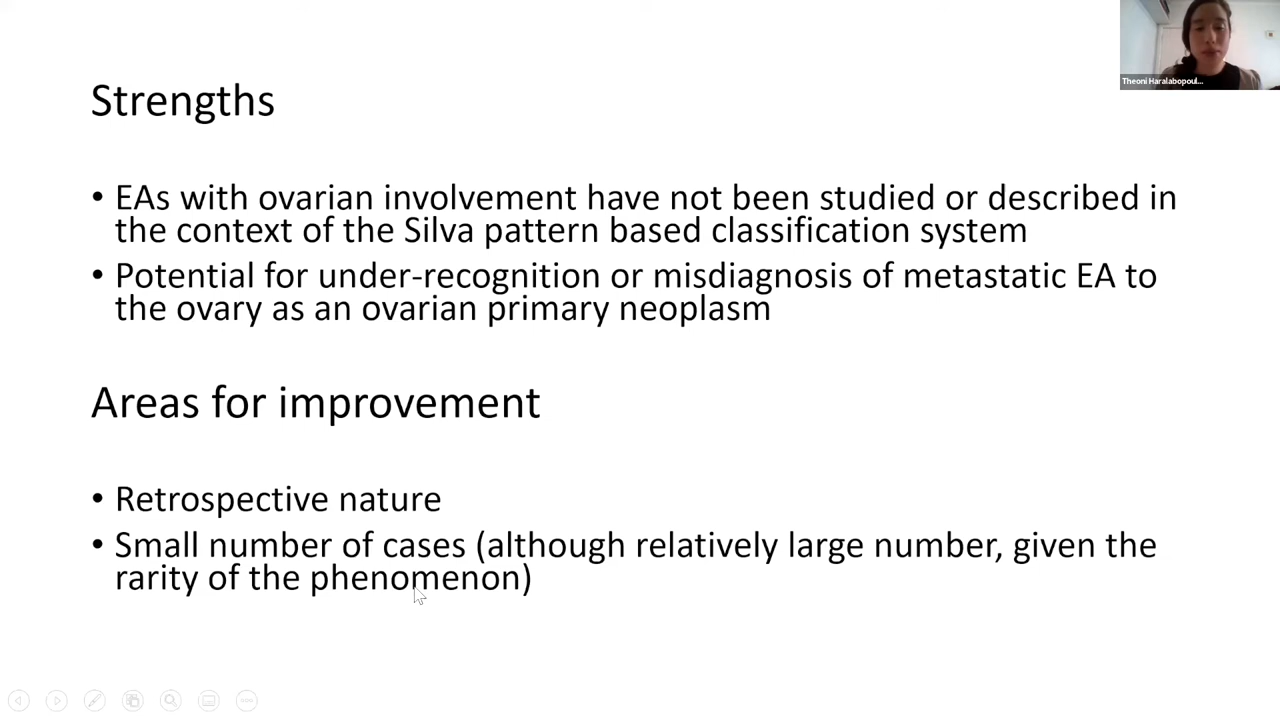 Theoni Haralabopoul...
Strengths
• EAs with ovarian involvement have not been studied or described in
the context of the Silva pattern based classification system
• Potential for under-recognition or misdiagnosis of metastatic EA to
the ovary as an ovarian primary neoplasm
Areas for improvement
• Retrospective nature
• Small number of cases (although relatively large number, given the
rarity of the phenomenon)